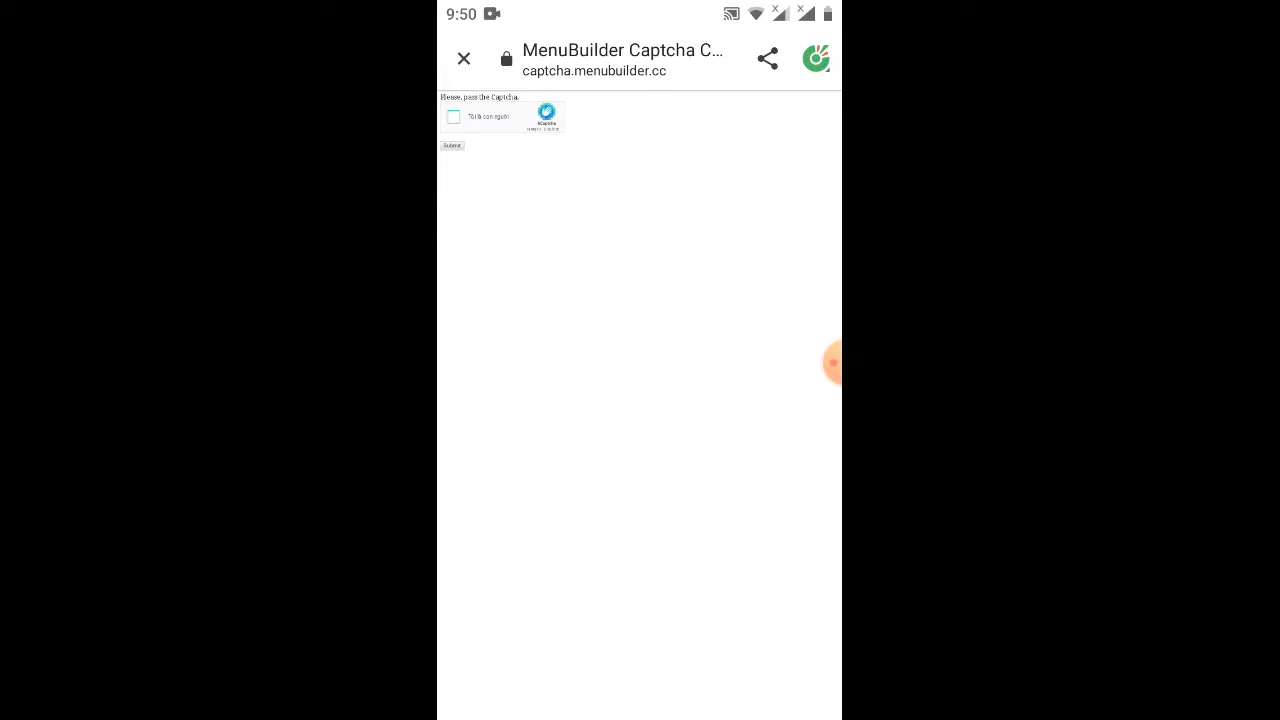 9:50
MenuBuilder Captcha C...
captcha.menubuilder.cc
Please, pass the Captcha.
Tôi là con người
hCaptcha
Submit